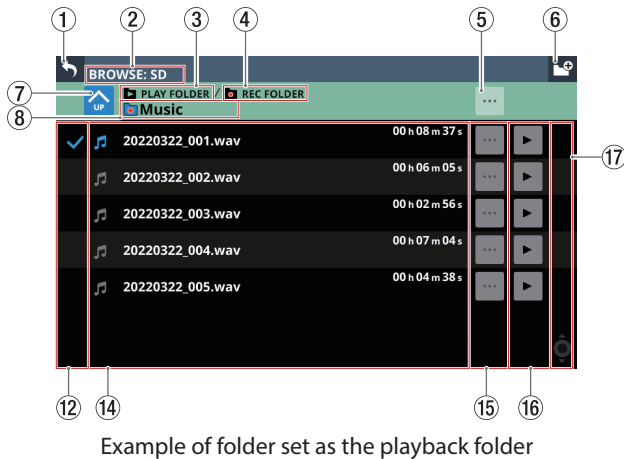 1 2 3 4 5 6
BROWSE: SD
7 UP PLAY FOLDER / REC FOLDER ...
8 Music
20220322_001.wav 00 h 08 m 37 s ...
17
20220322_002.wav 00 h 06 m 05 s ...
20220322_003.wav 00 h 02 m 56 s ...
20220322_004.wav 00 h 07 m 04 s ...
20220322_005.wav 00 h 04 m 38 s ...
12 14 15 16
Example of folder set as the playback folder